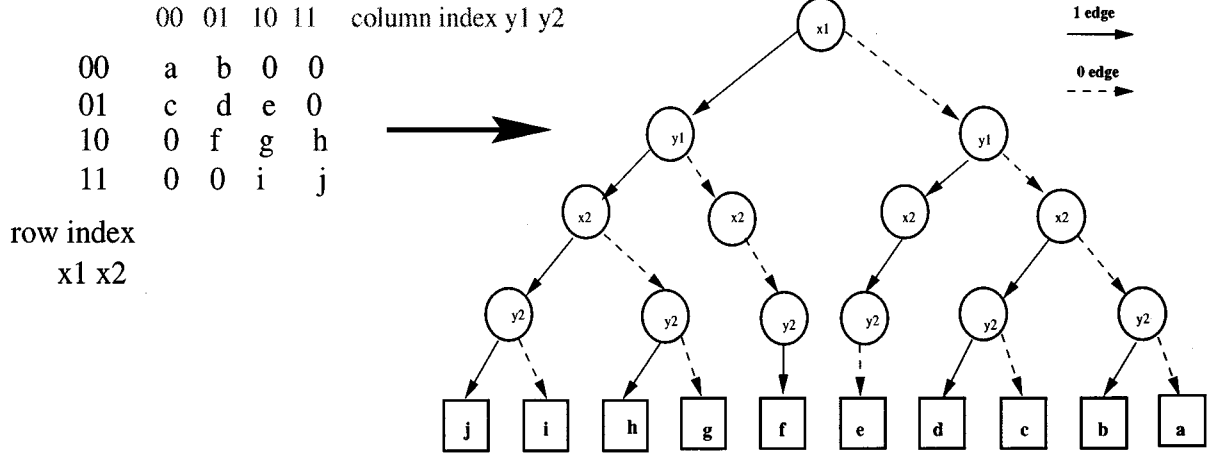 00 01 10 11 column index y1 y2
00 a b 0 0
01 c d e 0
10 0 f g h
11 0 0 i j
row index
x1 x2
1 edge
0 edge
x1
y1 y1
x2 x2 x2 x2
y2 y2 y2 y2 y2 y2
j i h g f e d c b a